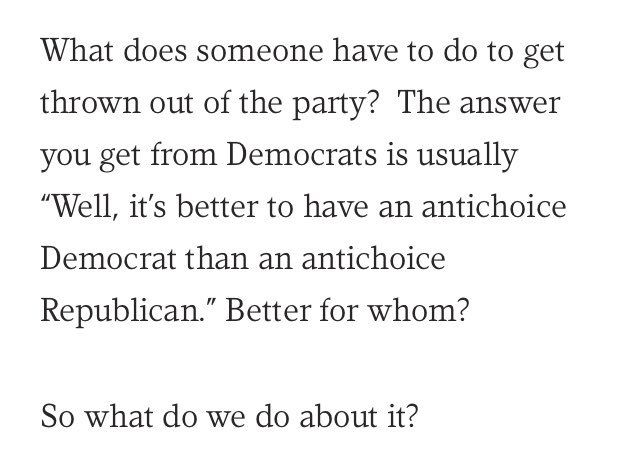 What does someone have to do to get
thrown out of the party?  The answer
you get from Democrats is usually
“Well, it’s better to have an antichoice
Democrat than an antichoice
Republican.” Better for whom?
So what do we do about it?